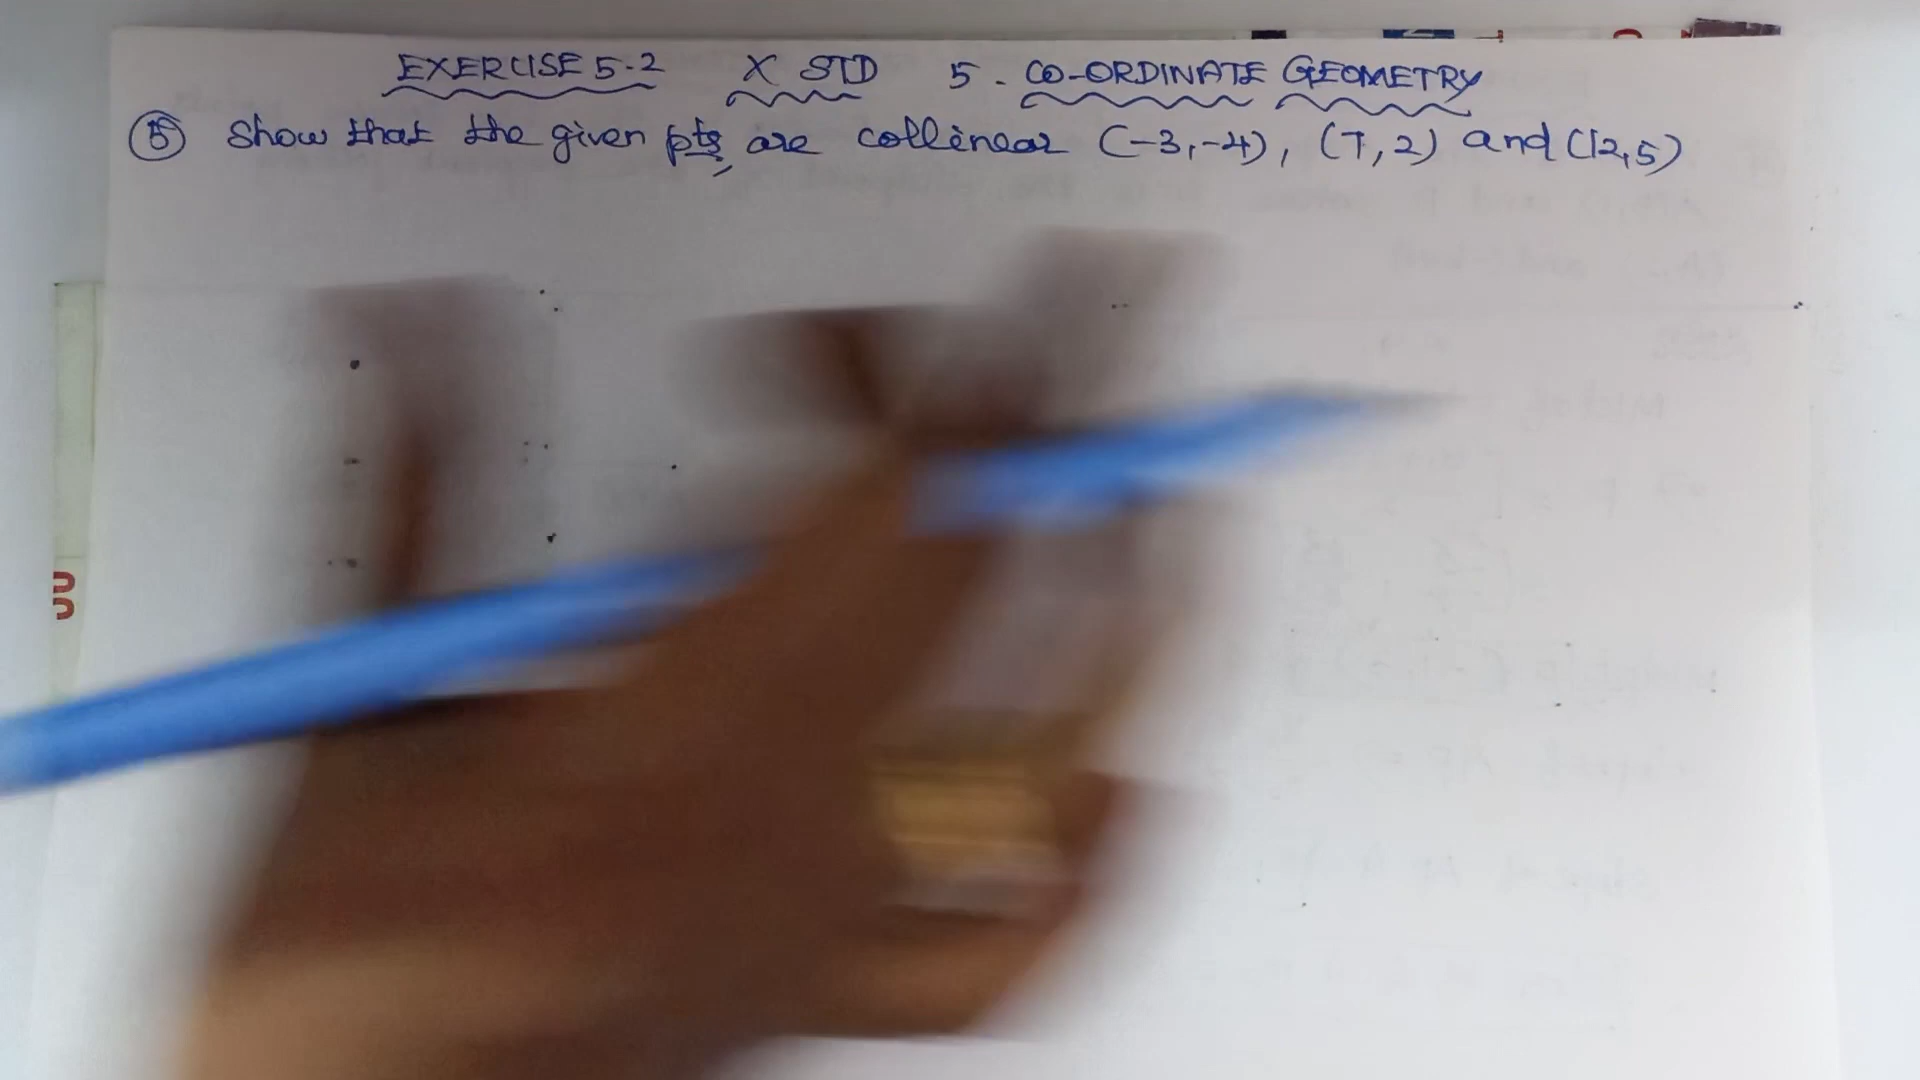 EXERCISE 5.2 X STD 5 - CO-ORDINATE GEOMETRY
5 Show that the given pts, are collinear (-3,-4), (7,2) and (12,5)